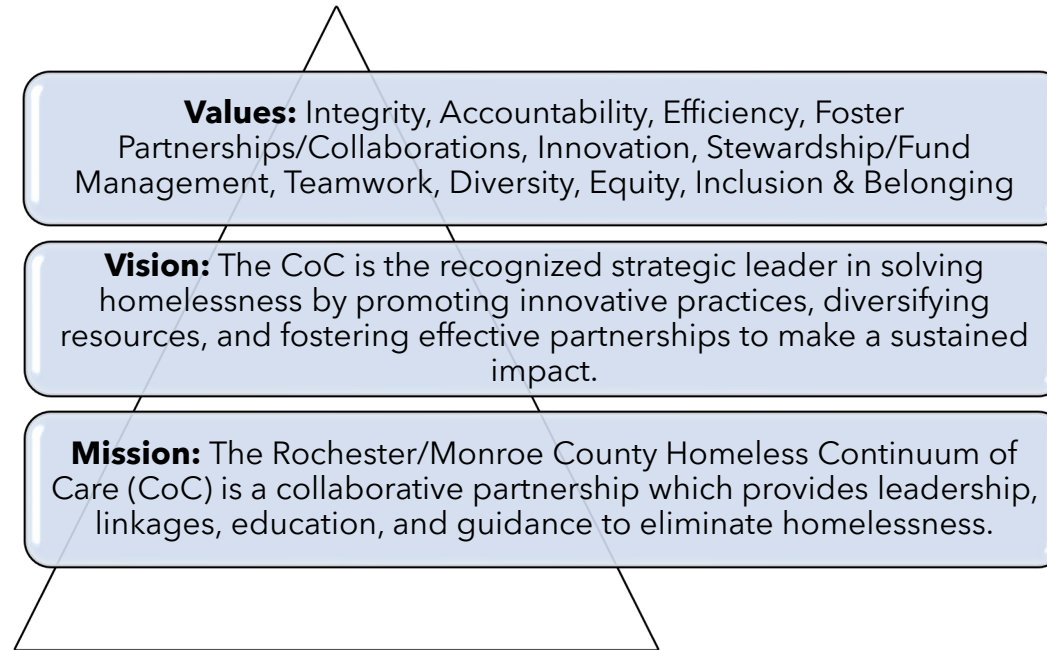 Values: Integrity, Accountability, Efficiency, Foster
Partnerships/Collaborations, Innovation, Stewardship/Fund
Management, Teamwork, Diversity, Equity, Inclusion & Belonging
Vision: The CoC is the recognized strategic leader in solving
homelessness by promoting innovative practices, diversifying
resources, and fostering effective partnerships to make a sustained
impact.
Mission: The Rochester/Monroe County Homeless Continuum of
Care (CoC) is a collaborative partnership which provides leadership,
linkages, education, and guidance to eliminate homelessness.